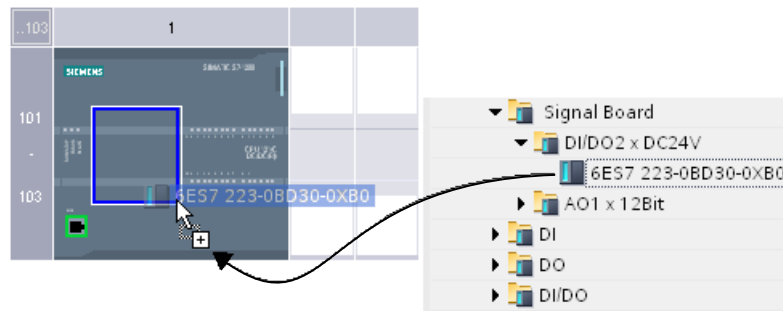 ..103
1
SIEMENS
SIMATIC S7-1200
101
-
103
6ES7 223-0BD30-0XB0
Signal Board
DI/DO2 x DC24V
6ES7 223-0BD30-0XB0
AO1 x 12Bit
DI
DO
DI/DO